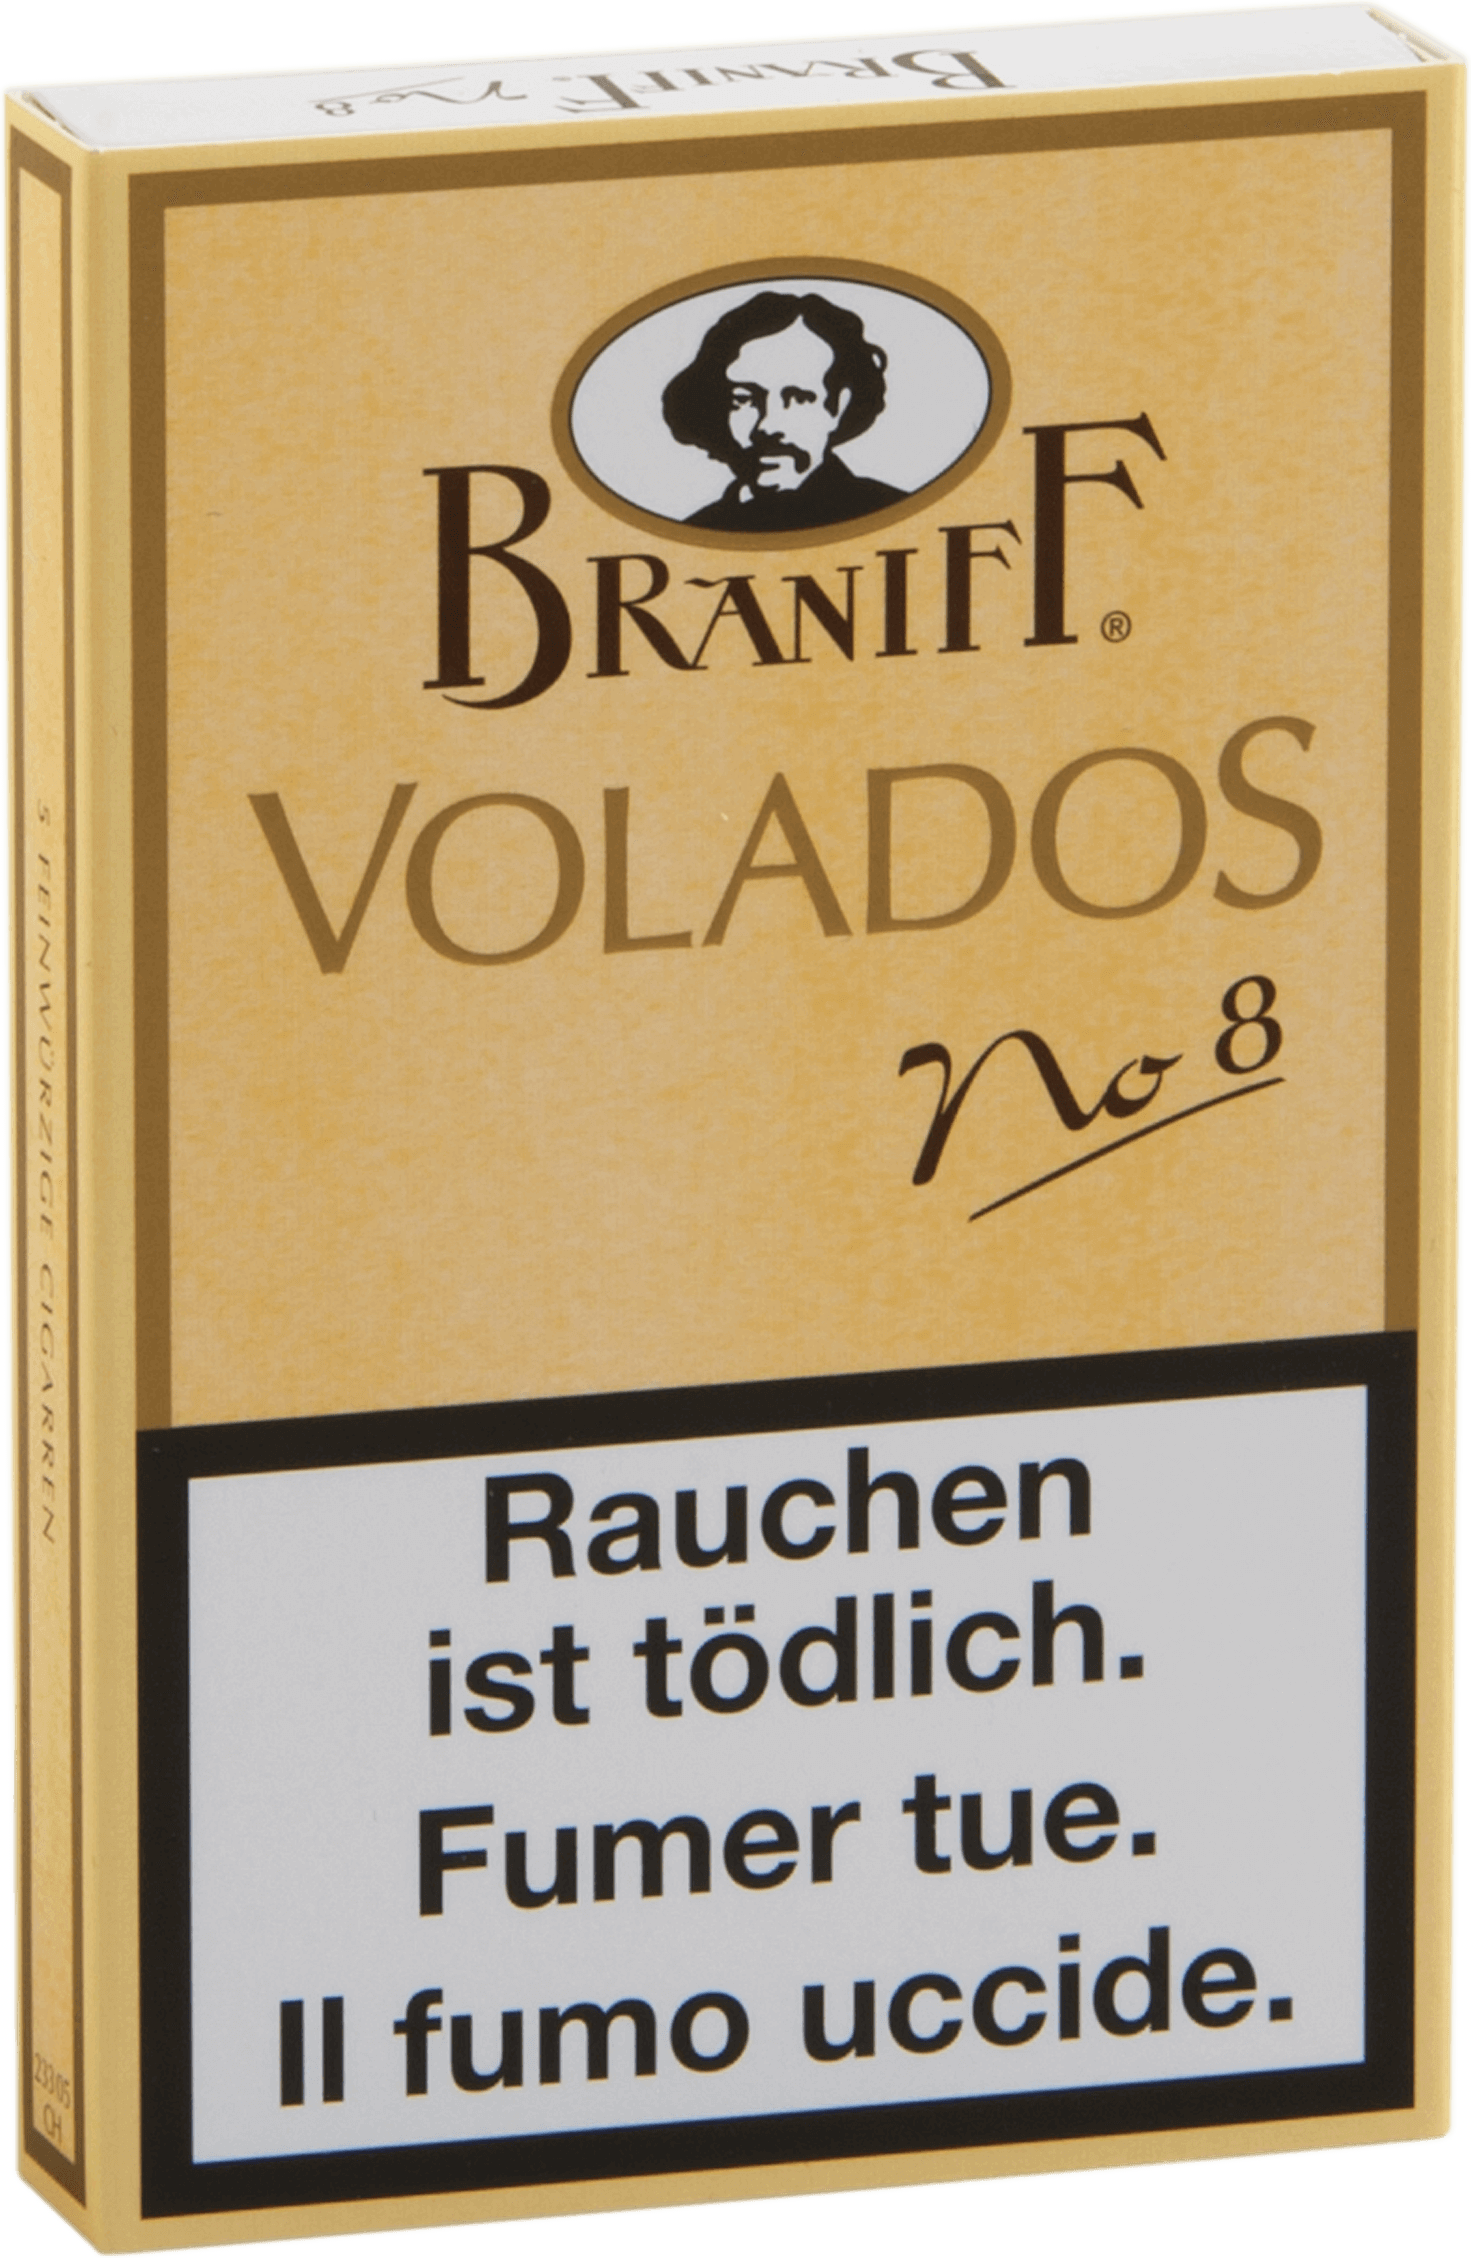 BRANIFF No 8
BRANIFF ®
VOLADOS
No 8
Rauchen
ist tödlich.
Fumer tue.
Il fumo uccide.
5 FEINWÜRZIGE CIGARREN
23305
CH